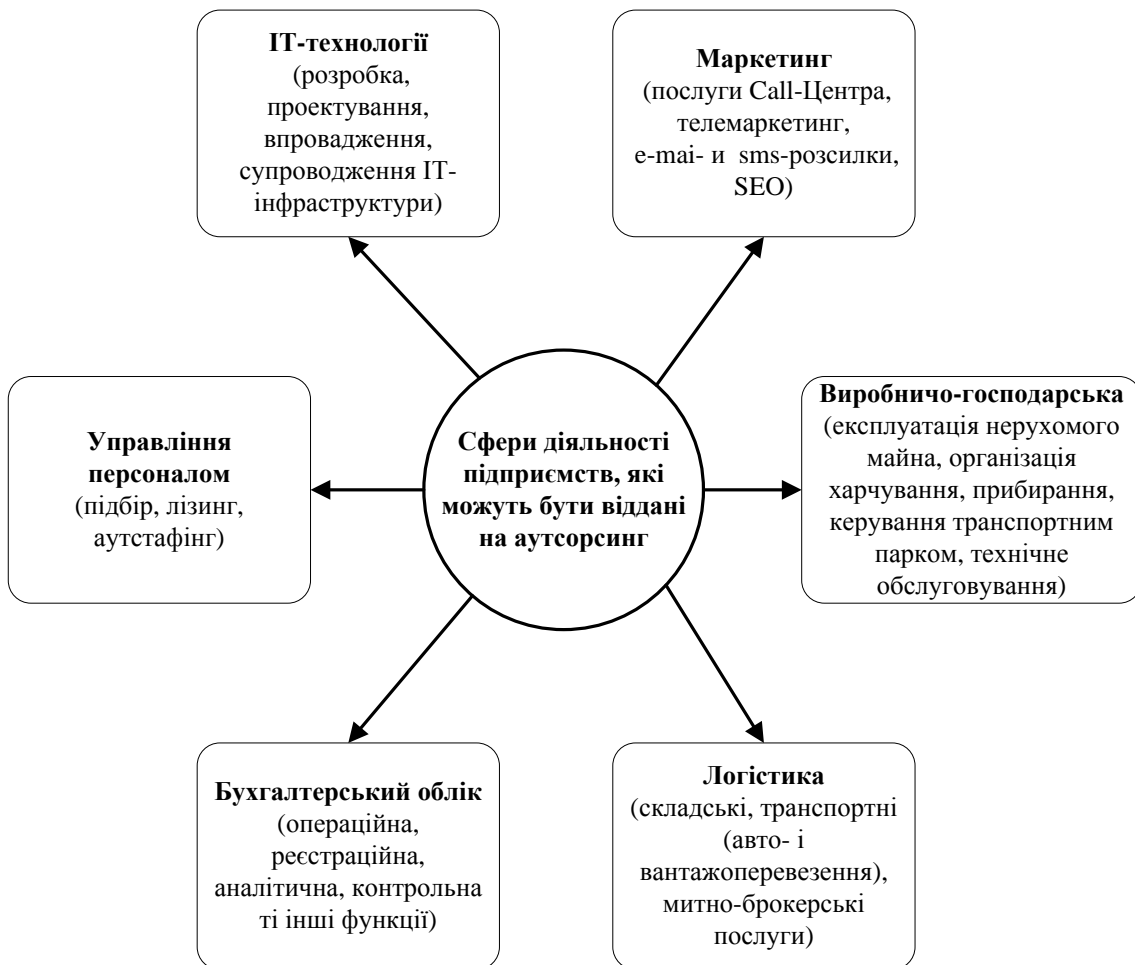 ІТ-технології
(розробка,
проектування,
впровадження,
супроводження ІТ-
інфраструктури)
Маркетинг
(послуги Call-Центра,
телемаркетинг,
e-mai- и sms-розсилки,
SEO)
Управління
персоналом
(підбір, лізинг,
аутстафінг)
Сфери діяльності
підприємств, які
можуть бути віддані
на аутсорсинг
Виробничо-господарська
(експлуатація нерухомого
майна, організація
харчування, прибирання,
керування транспортним
парком, технічне
обслуговування)
Бухгалтерський облік
(операційна,
реєстраційна,
аналітична, контрольна
ті інші функції)
Логістика
(складські, транспортні
(авто- і
вантажоперевезення),
митно-брокерські
послуги)